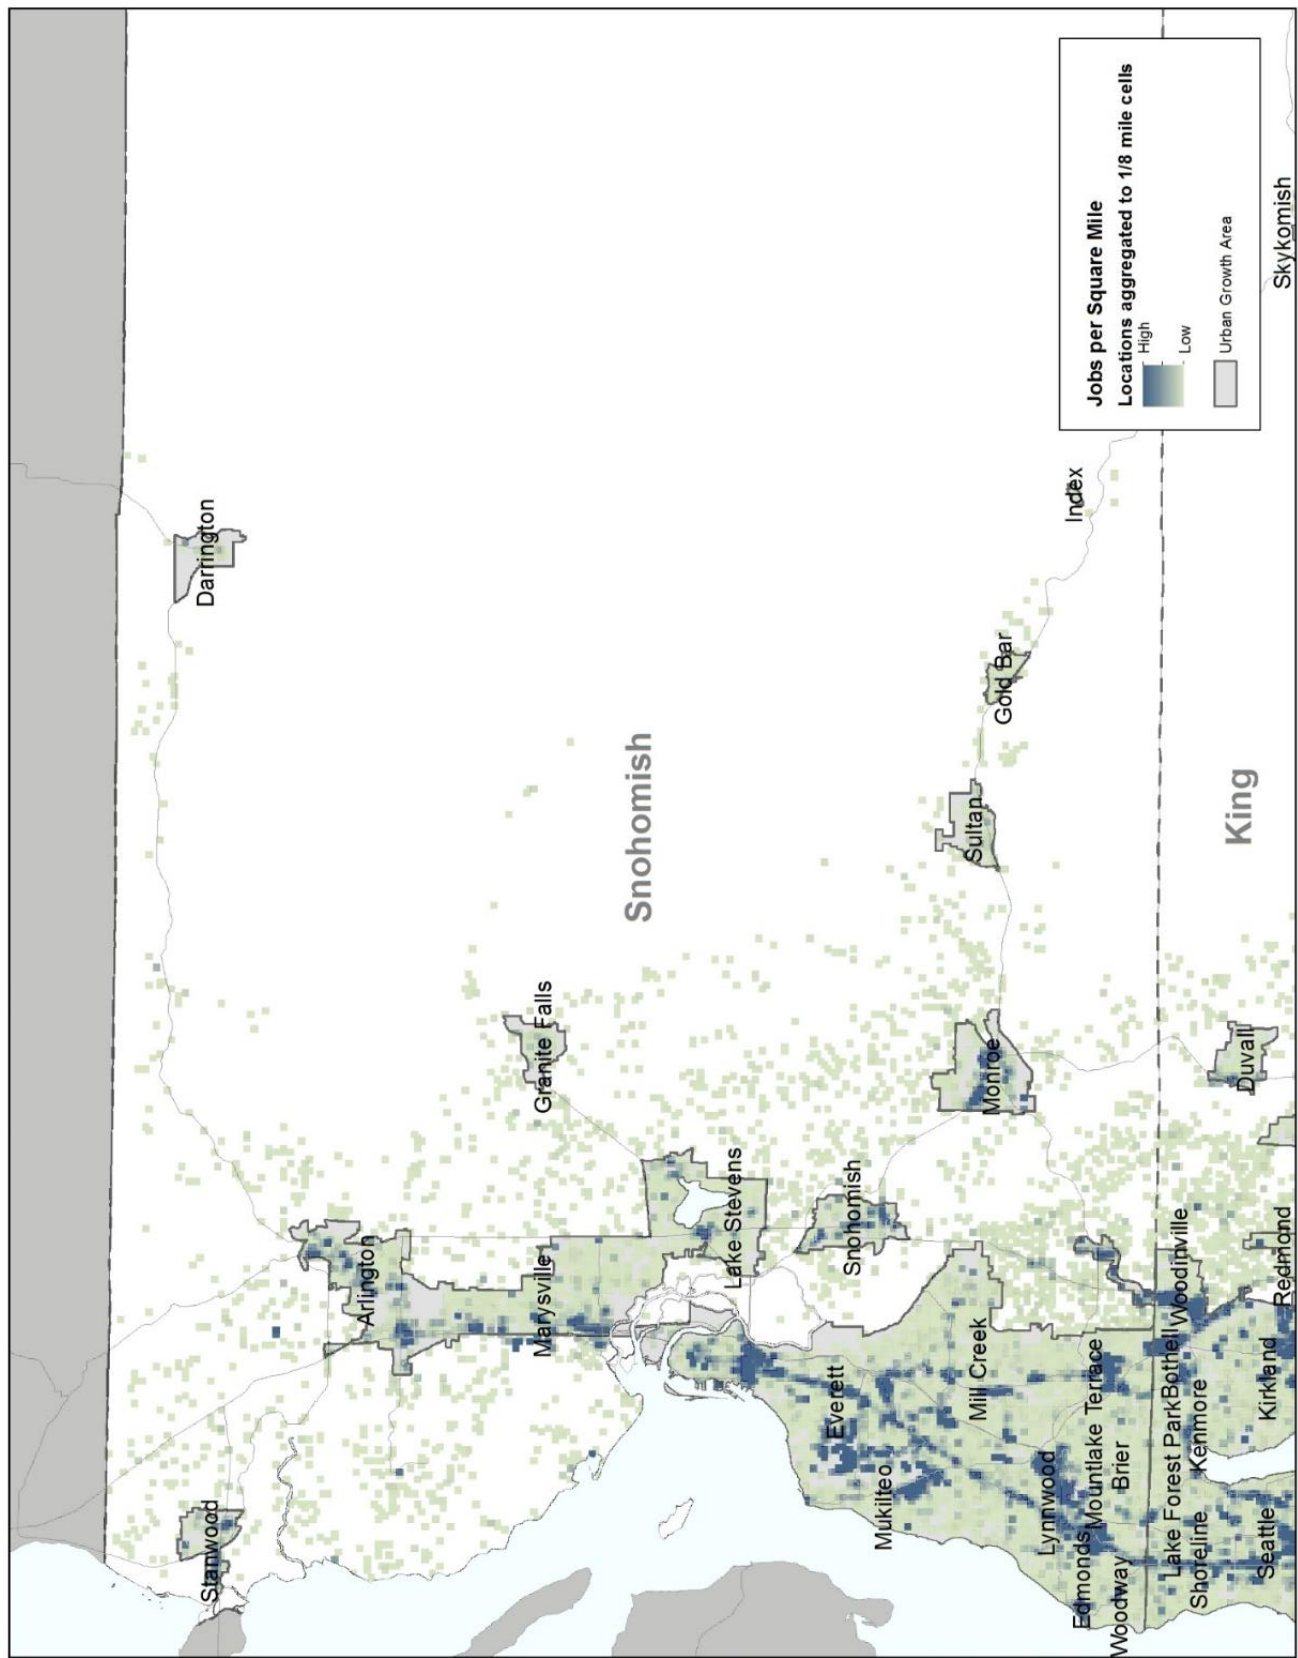 Stanwood
Darrington
Arlington
Granite Falls
Marysville
Snohomish
Lake Stevens
Everett
Snohomish
Mukilteo
Sultan
Gold Bar
Monroe
Mill Creek
Index
Lynnwood
Edmonds
Mountlake Terrace
Brier
Woodway
Lake Forest Park
Bothell
Woodinville
Shoreline
Kenmore
King
Duvall
Seattle
Kirkland
Redmond
Skykomish
Jobs per Square Mile
Locations aggregated to 1/8 mile cells
High
Low
Urban Growth Area